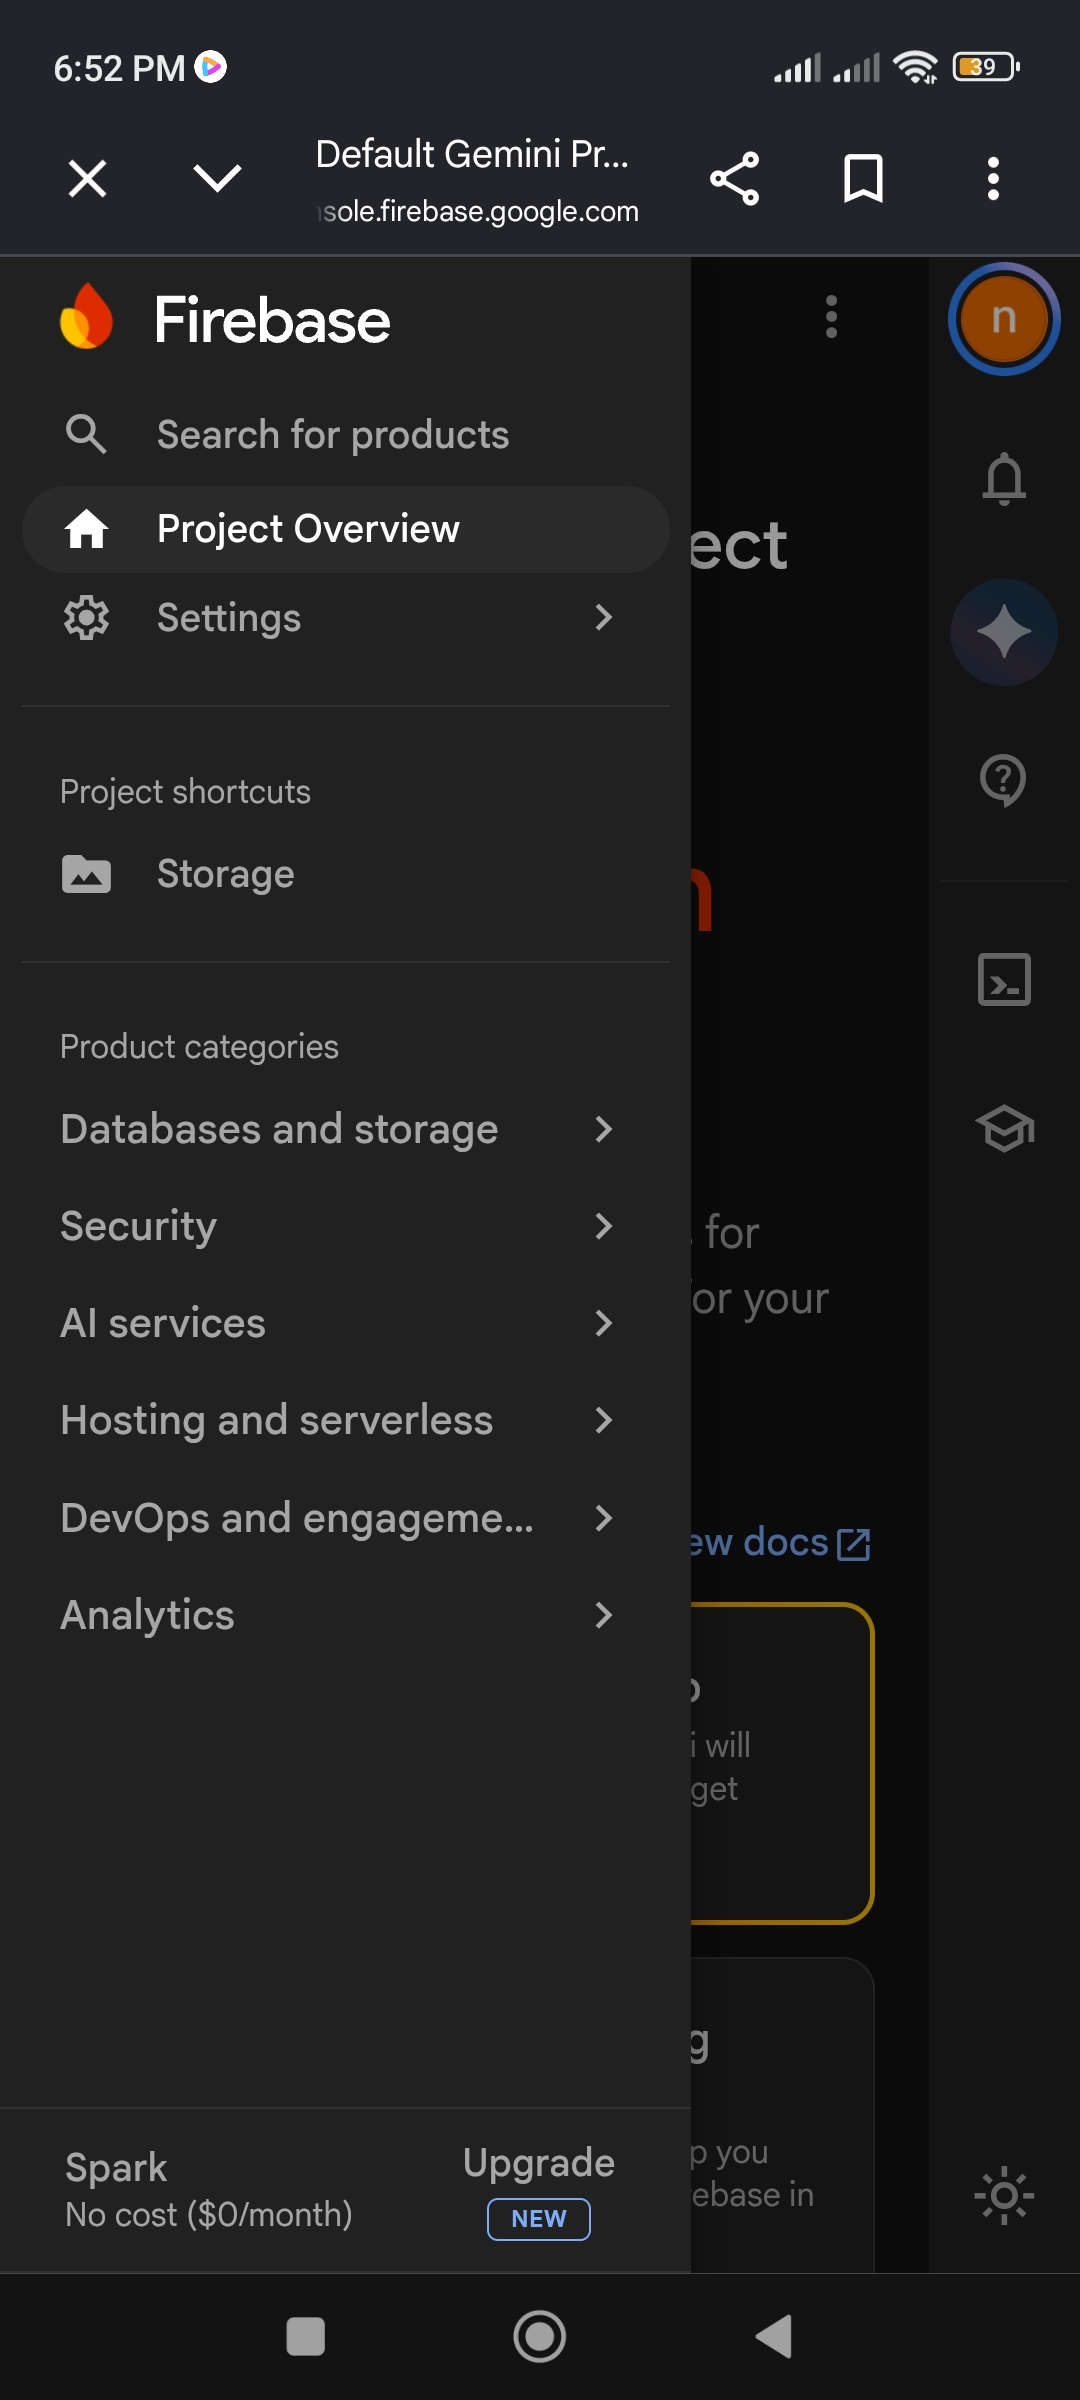 6:52 PM
39
Default Gemini Pr...
sole.firebase.google.com
Firebase
n
Search for products
Project Overview
ect
Settings
Project shortcuts
Storage
Product categories
Databases and storage
Security
for
AI services
or your
Hosting and serverless
DevOps and engageme...
ew docs
Analytics
i will
get
g
Spark
Upgrade
p you
No cost ($0/month)
NEW
ebase in